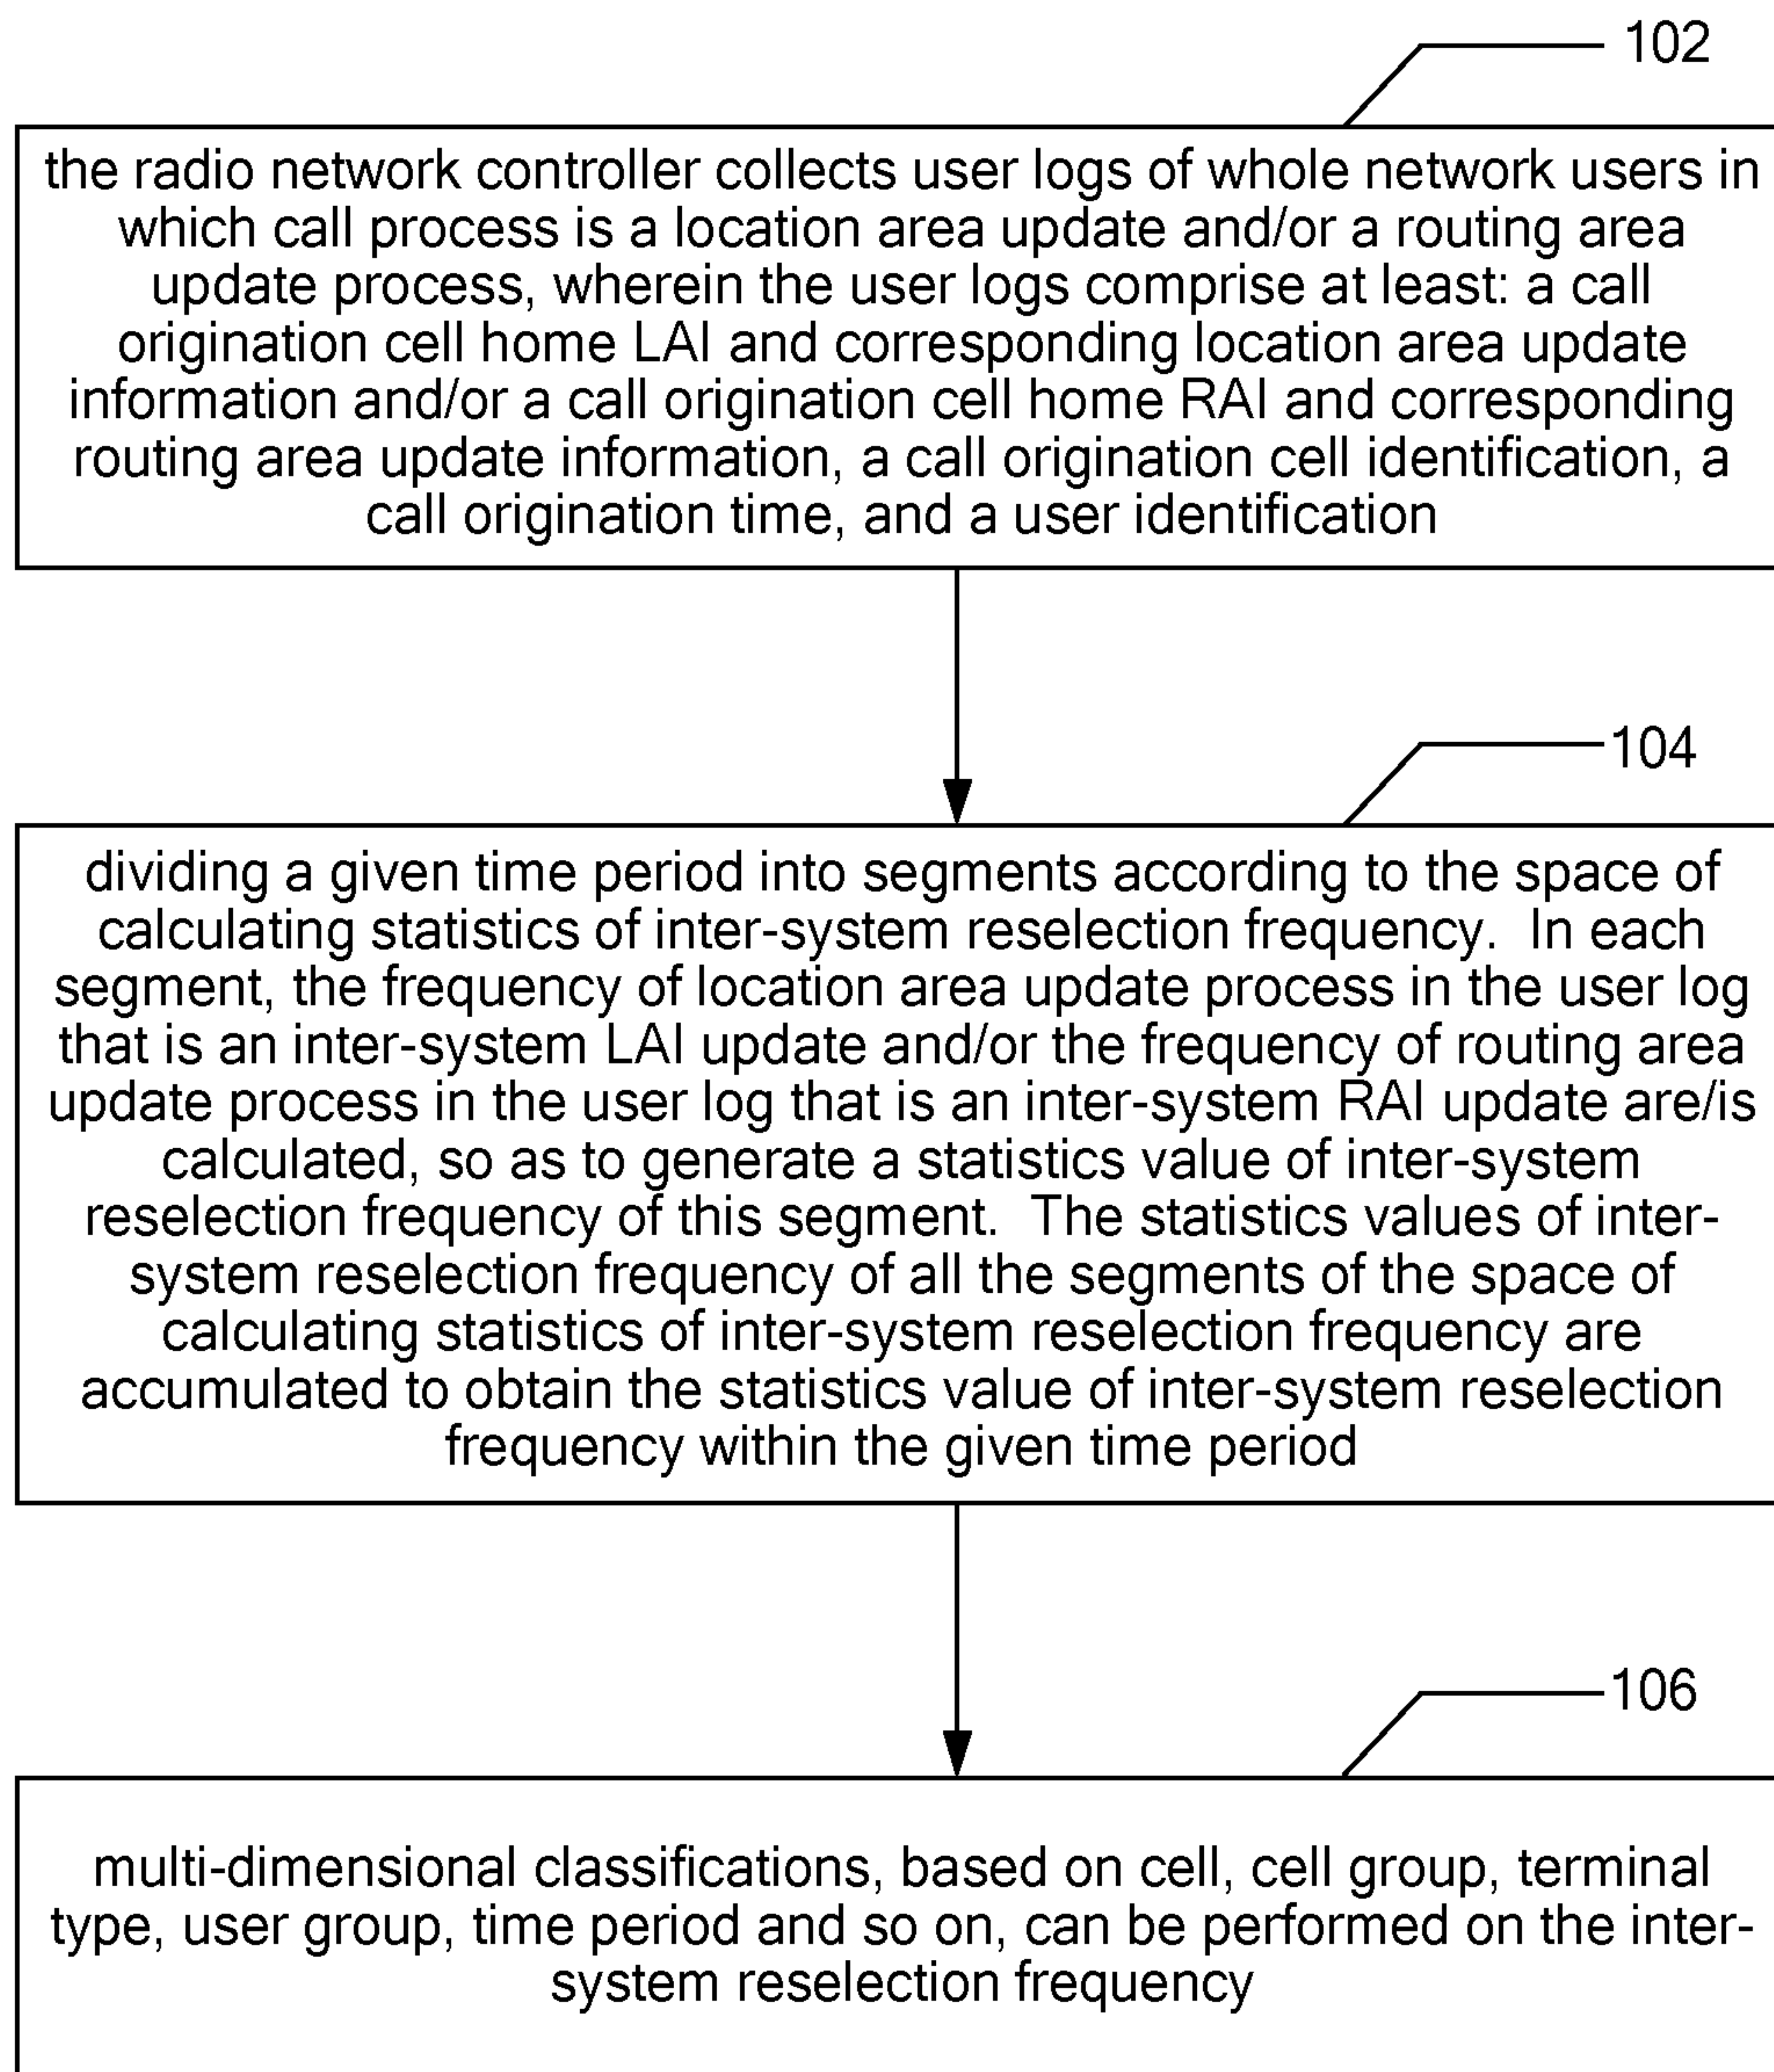 102
the radio network controller collects user logs of whole network users in
which call process is a location area update and/or a routing area
update process, wherein the user logs comprise at least: a call
origination cell home LAI and corresponding location area update
information and/or a call origination cell home RAI and corresponding
routing area update information, a call origination cell identification, a
call origination time, and a user identification
104
dividing a given time period into segments according to the space of
calculating statistics of inter-system reselection frequency.  In each
segment, the frequency of location area update process in the user log
that is an inter-system LAI update and/or the frequency of routing area
update process in the user log that is an inter-system RAI update are/is
calculated, so as to generate a statistics value of inter-system
reselection frequency of this segment.  The statistics values of inter-
system reselection frequency of all the segments of the space of
calculating statistics of inter-system reselection frequency are
accumulated to obtain the statistics value of inter-system reselection
frequency within the given time period
106
multi-dimensional classifications, based on cell, cell group, terminal
type, user group, time period and so on, can be performed on the inter-
system reselection frequency